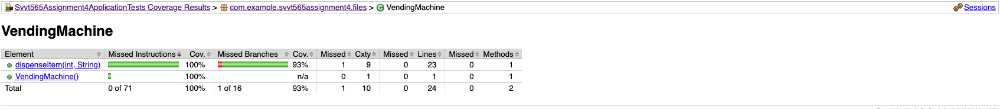 Svvt565Assignment4ApplicationTests Coverage Results > com.example.svvt565assignment4.files > VendingMachine Sessions
VendingMachine
Element Missed Instructions Cov. Missed Branches Cov. Missed Cxty Missed Lines Missed Methods
dispenseItem(int, String) 100% 93% 1 9 0 23 0 1
VendingMachine() 100% n/a 0 1 0 1 0 1
Total 0 of 71 100% 1 of 16 93% 1 10 0 24 0 2